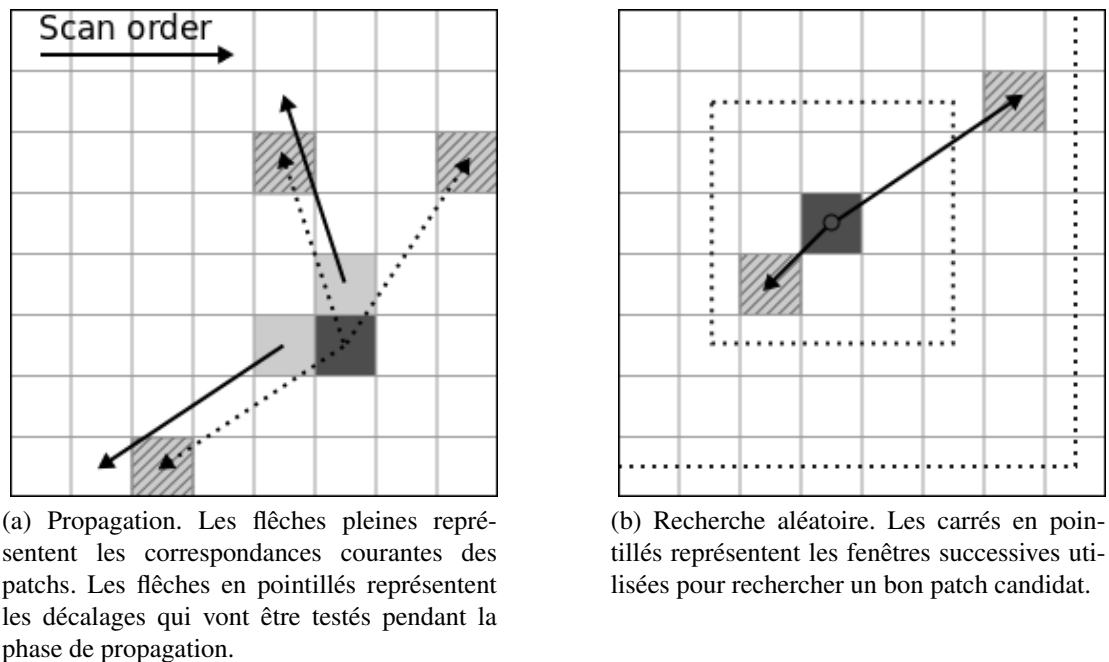 Scan order
(a) Propagation. Les flêches pleines repré-
sentent les correspondances courantes des
patchs. Les flêches en pointillés représentent
les décalages qui vont être testés pendant la
phase de propagation.
(b) Recherche aléatoire. Les carrés en poin-
tillés représentent les fenêtres successives uti-
lisées pour rechercher un bon patch candidat.